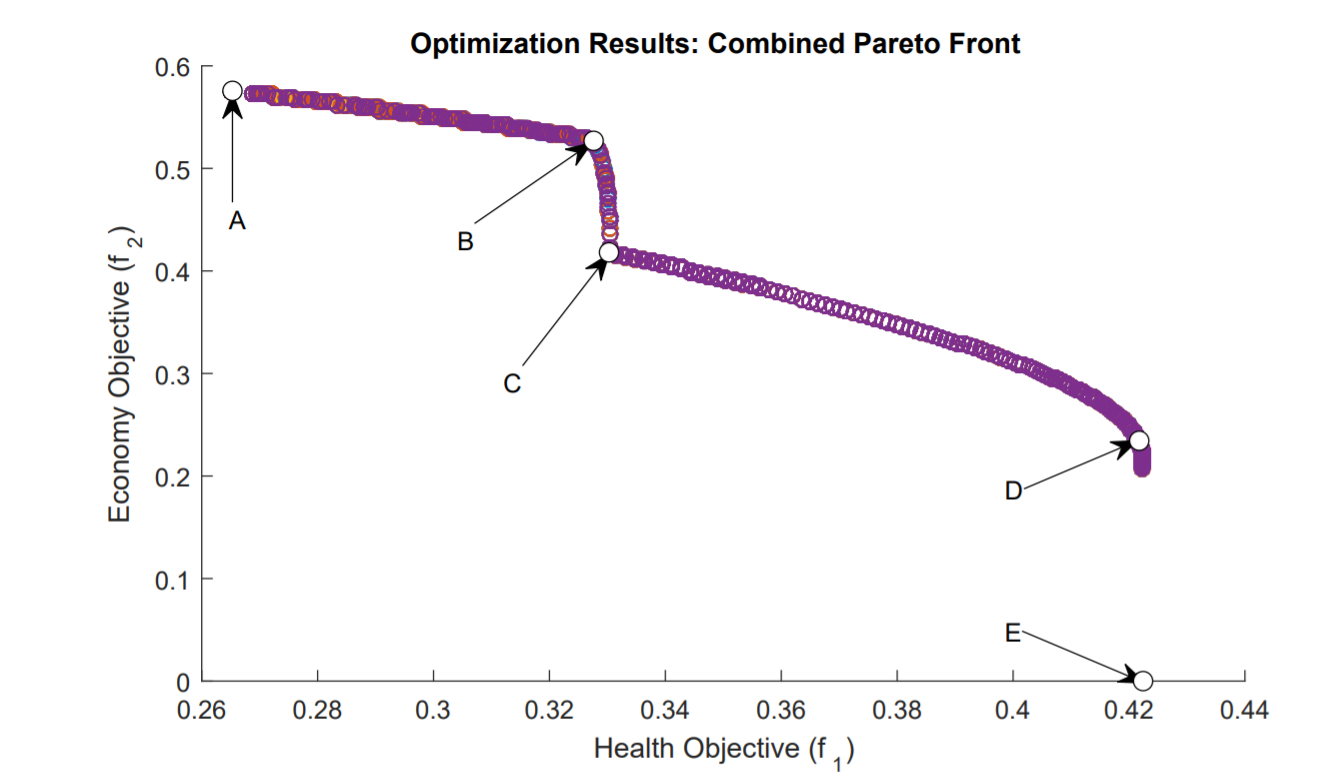 Optimization Results: Combined Pareto Front
0.6
0.5
0.4
0.3
0.2
0.1
0
Economy Objective (f 2)
A
B
C
D
E
0.26 0.28 0.3 0.32 0.34 0.36 0.38 0.4 0.42 0.44
Health Objective (f 1)